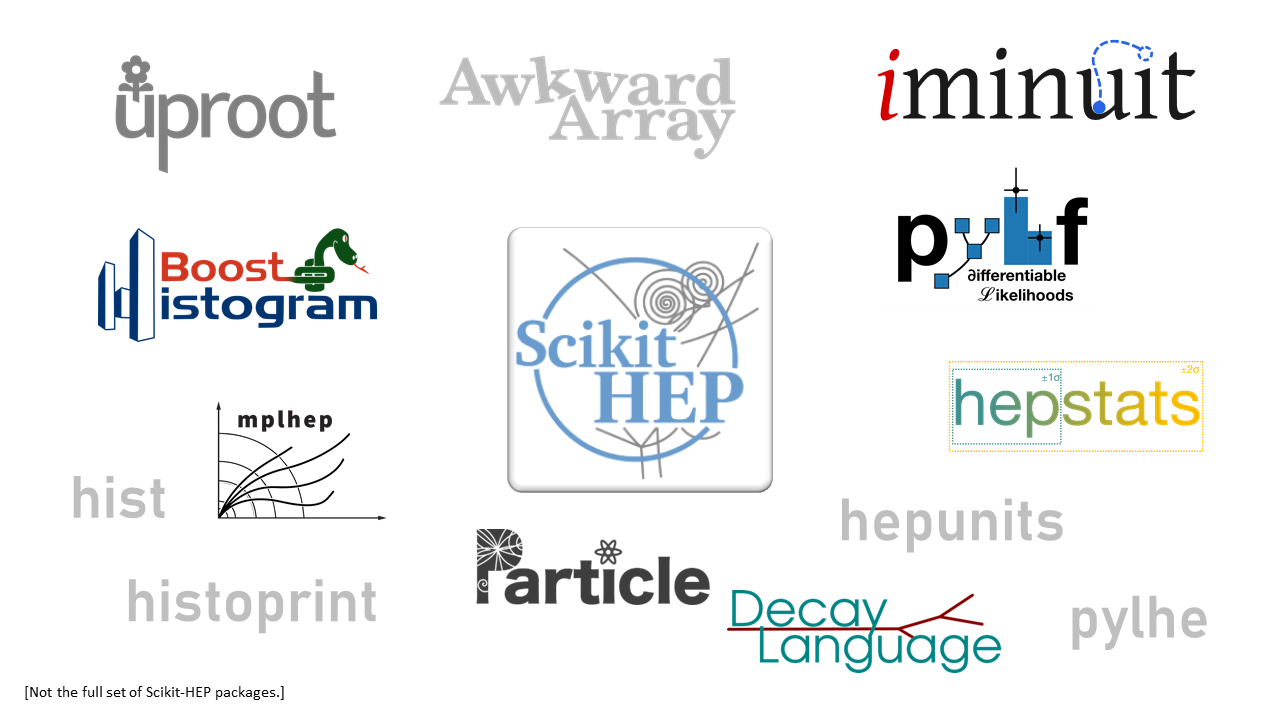 uproot
Awkward
Array
iminuit
pyhf
∂ifferentiable
ℒikelihoods
Boost
Histogram
Scikit
HEP
±1σ
±2σ
hepstats
mplhep
hist
hepunits
Particle
histoprint
Decay
Language
pylhe
[Not the full set of Scikit-HEP packages.]